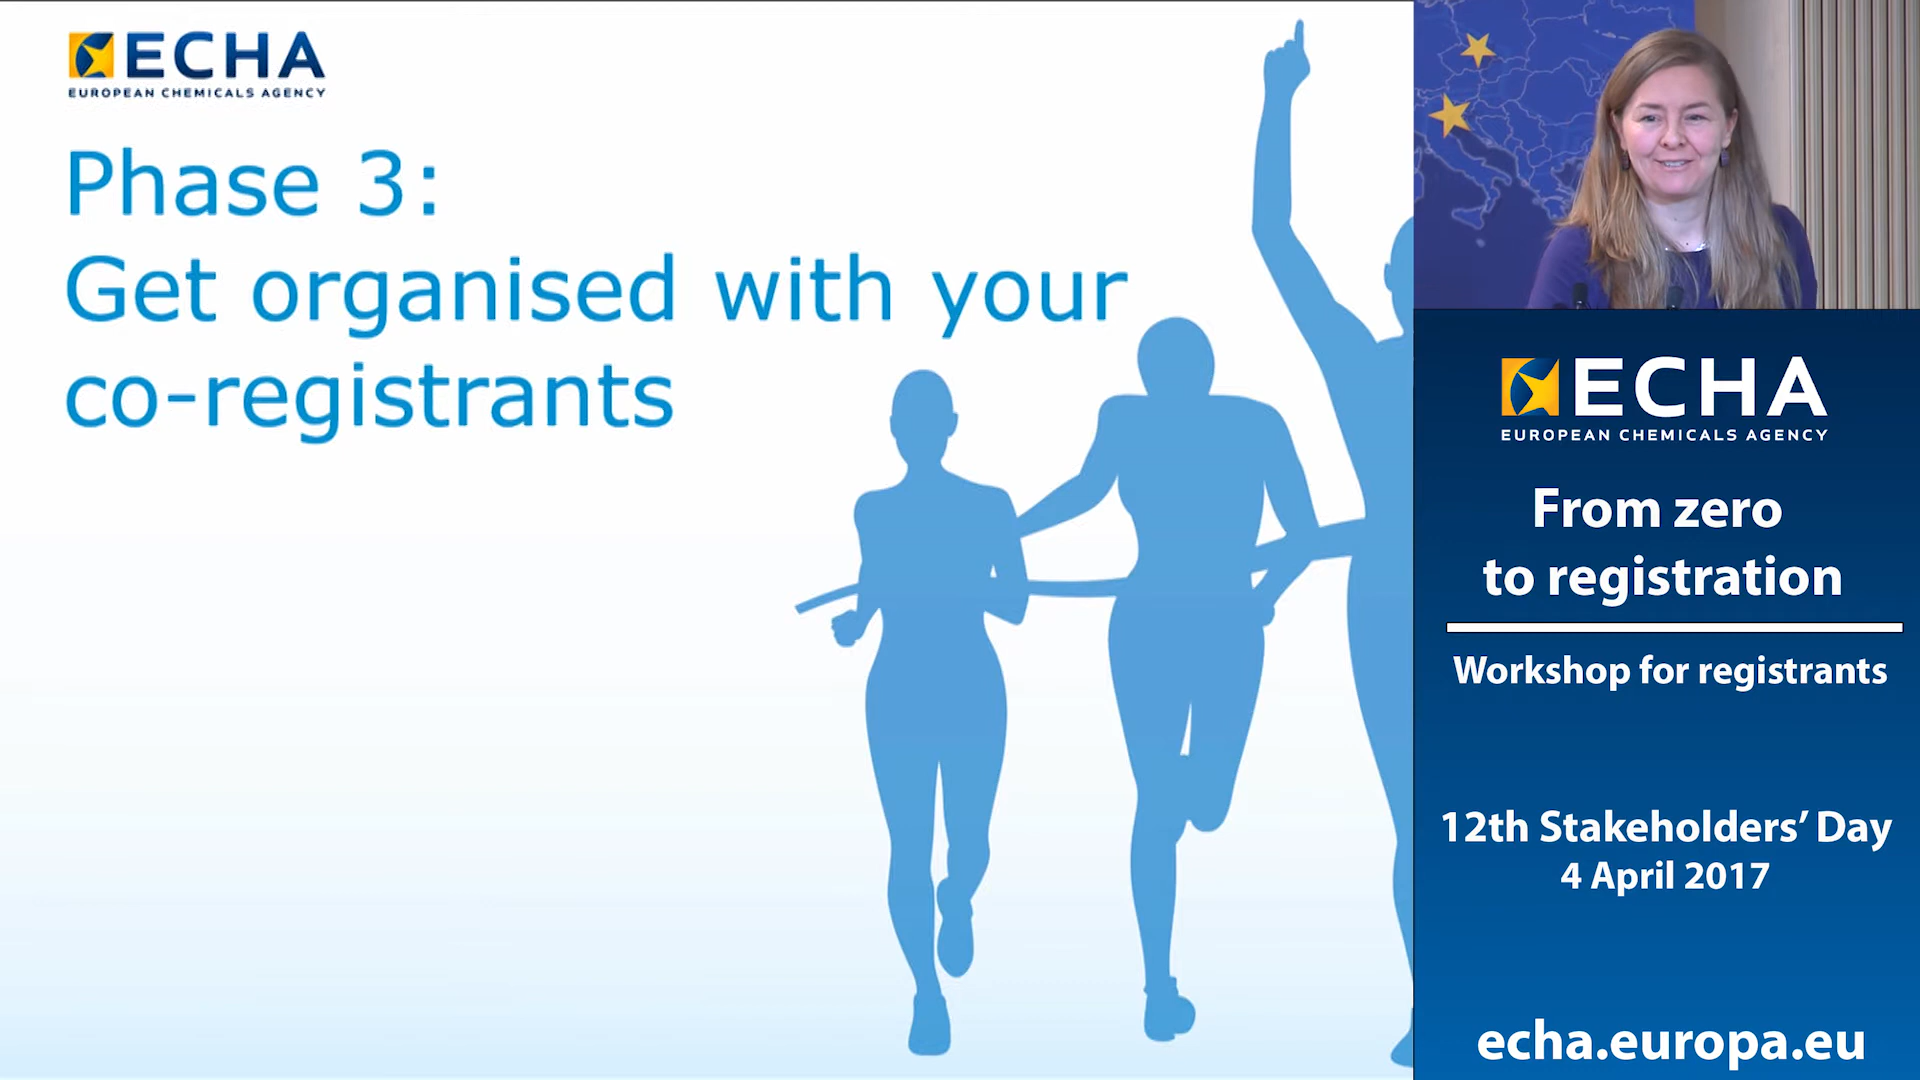 ECHA
EUROPEAN CHEMICALS AGENCY
Phase 3:
Get organised with your
co-registrants
ECHA
EUROPEAN CHEMICALS AGENCY
From zero
to registration
Workshop for registrants
12th Stakeholders’ Day
4 April 2017
echa.europa.eu